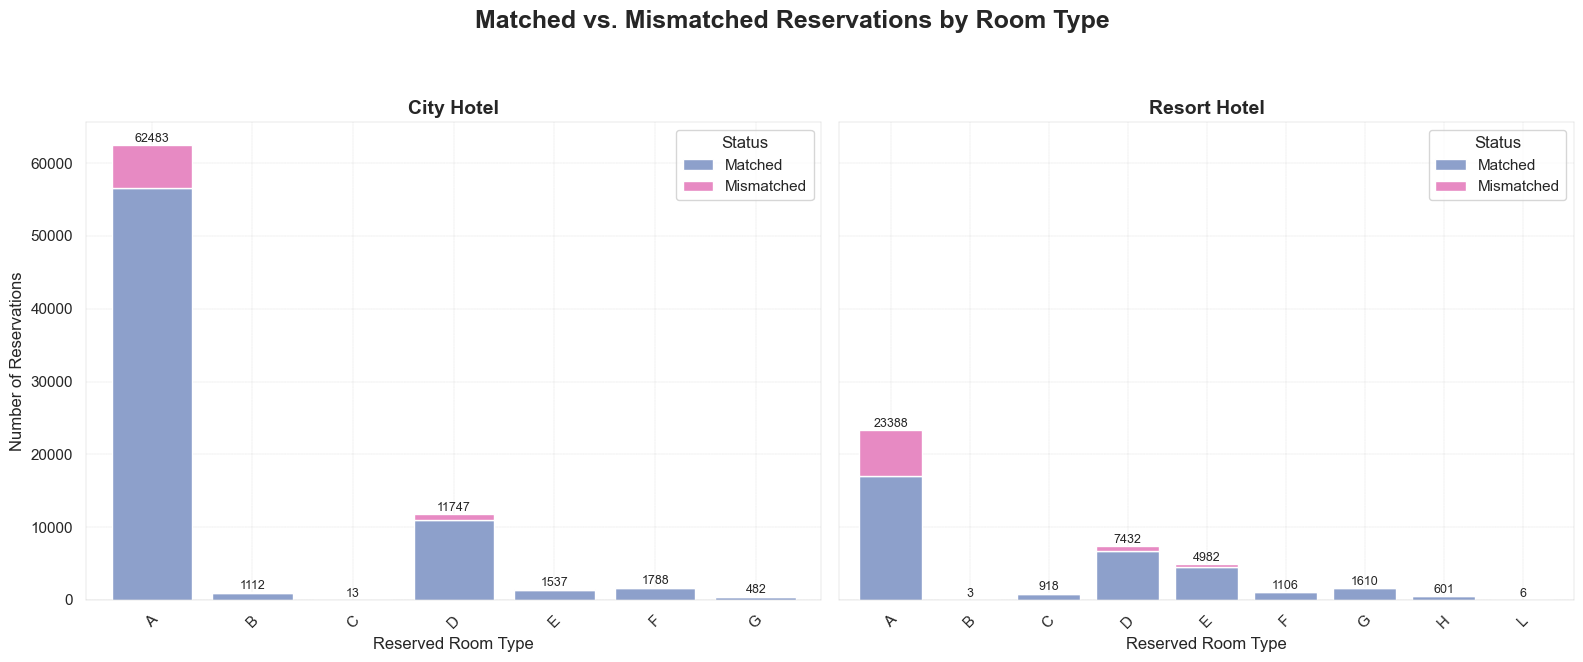 Matched vs. Mismatched Reservations by Room Type
City Hotel
Number of Reservations
60000
50000
40000
30000
20000
10000
0
62483
1112
13
11747
1537
1788
482
Status
Matched
Mismatched
A B C D E F G
Reserved Room Type
Resort Hotel
23388
3
918
7432
4982
1106
1610
601
6
Status
Matched
Mismatched
A B C D E F G H L
Reserved Room Type